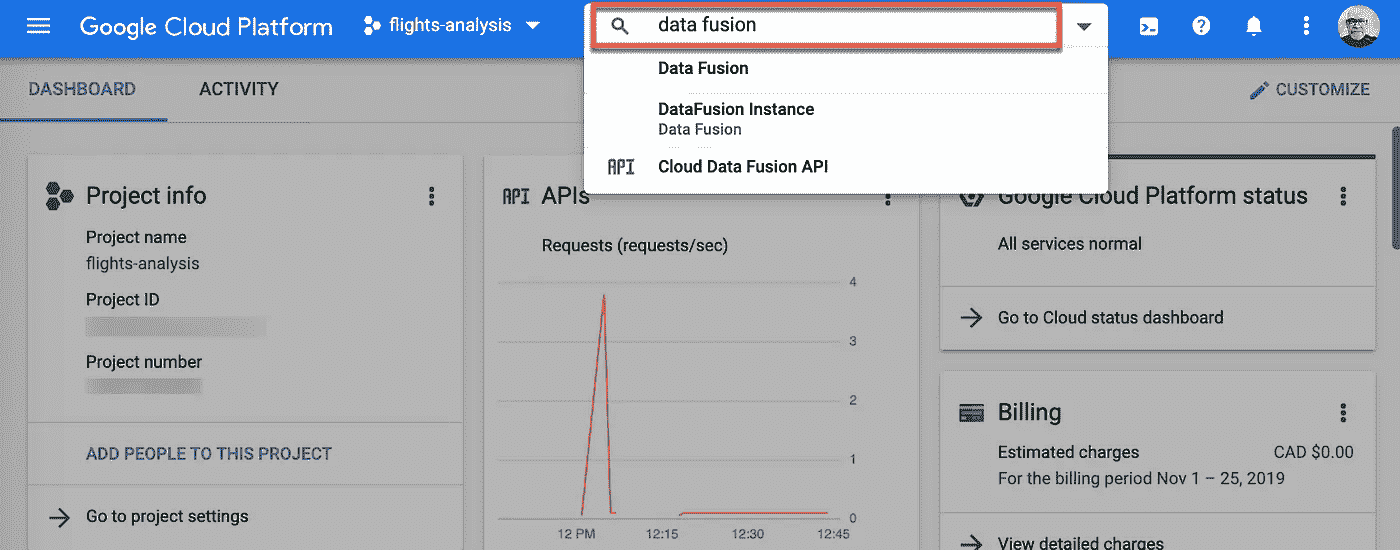 Google Cloud Platform
flights-analysis
data fusion
Data Fusion
DataFusion Instance
Data Fusion
API Cloud Data Fusion API
DASHBOARD
ACTIVITY
CUSTOMIZE
Project info
Project name
flights-analysis
Project ID
Project number
ADD PEOPLE TO THIS PROJECT
Go to project settings
API APIs
Requests (requests/sec)
4
3
2
1
0
12 PM 12:15 12:30 12:45
Google Cloud Platform status
All services normal
Go to Cloud status dashboard
Billing
Estimated charges CAD $0.00
For the billing period Nov 1 – 25, 2019
View detailed charges